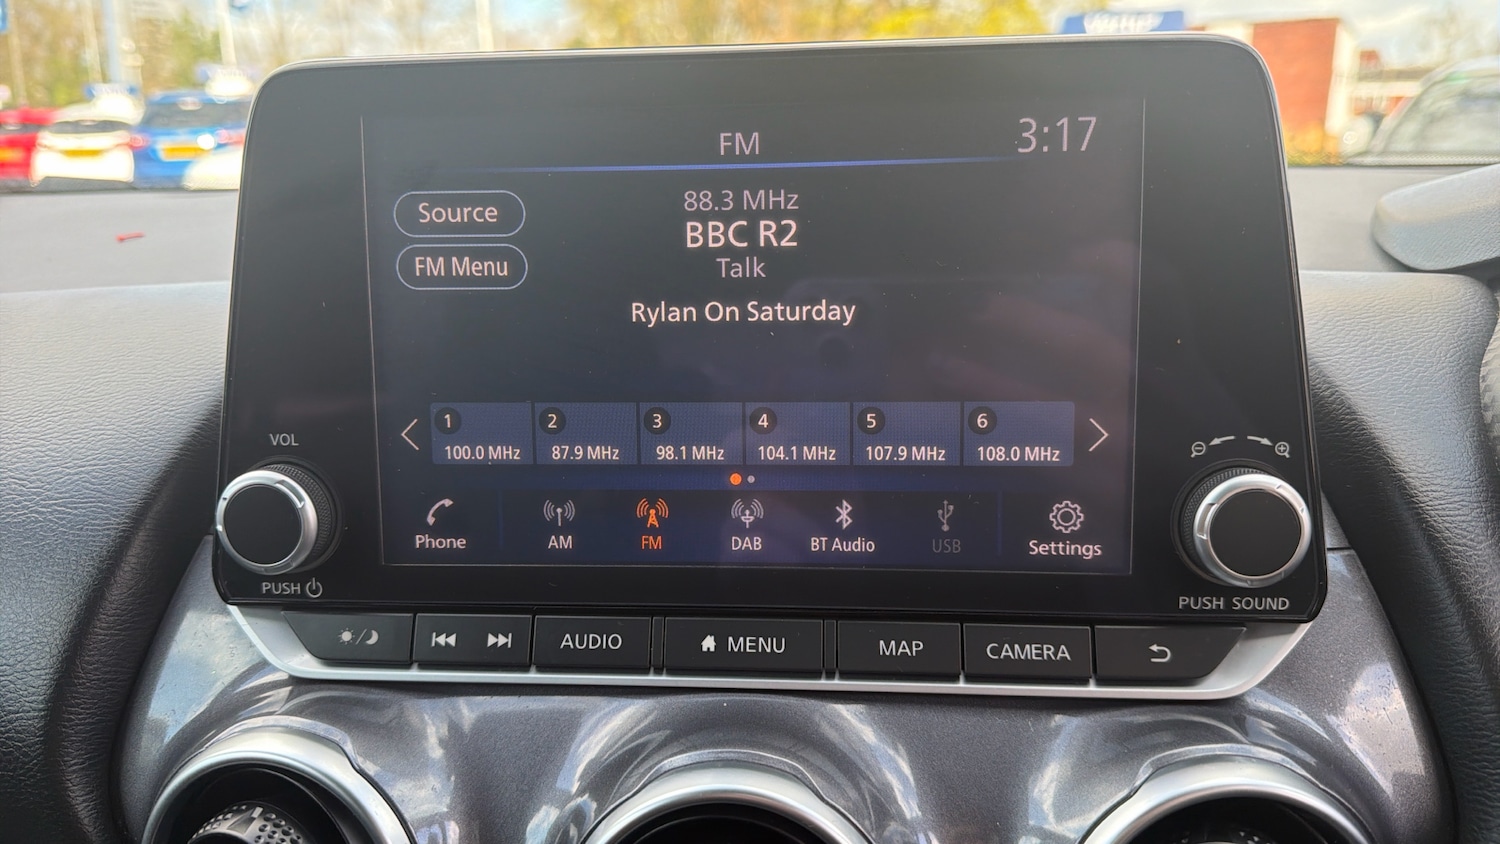 FM
3:17
Source
88.3 MHz
BBC R2
FM Menu
Talk
Rylan On Saturday
1
2
3
4
5
6
100.0 MHz
87.9 MHz
98.1 MHz
104.1 MHz
107.9 MHz
108.0 MHz
VOL
Phone
AM
FM
DAB
BT Audio
USB
Settings
PUSH
PUSH SOUND
AUDIO
MENU
MAP
CAMERA